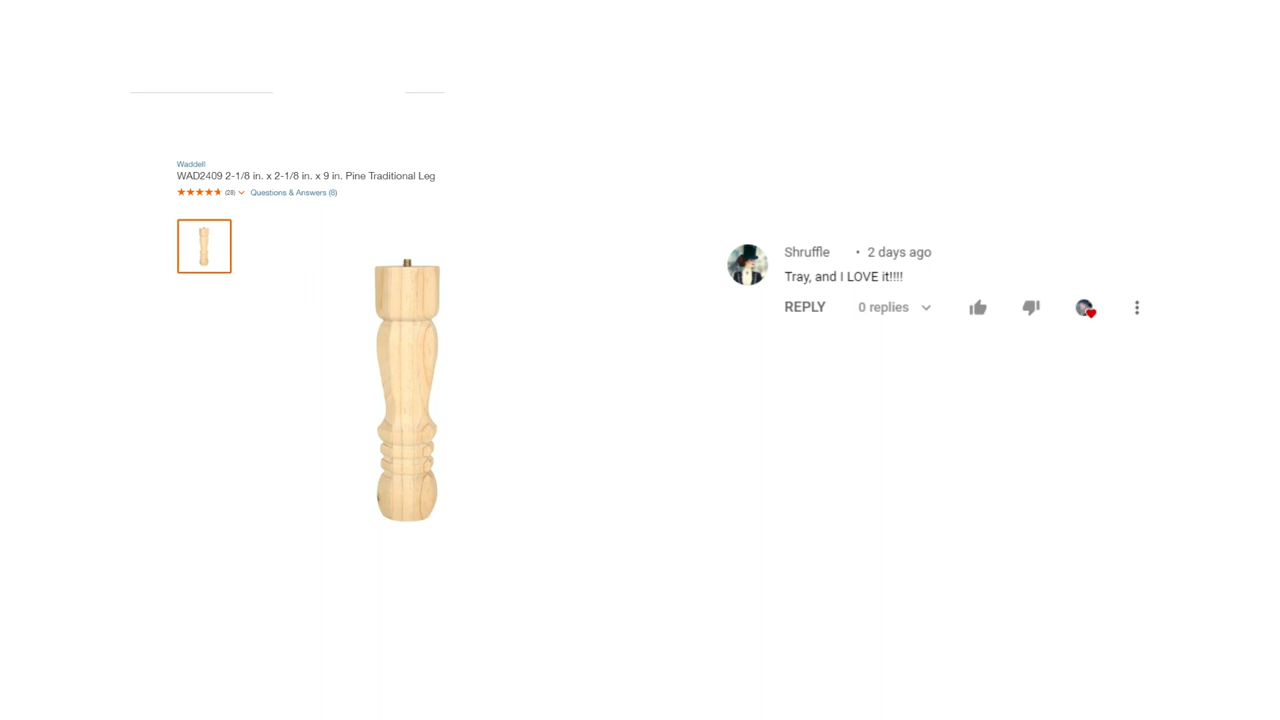 Waddell
WAD2409 2-1/8 in. x 2-1/8 in. x 9 in. Pine Traditional Leg
(28) Questions & Answers (8)
Shruffle • 2 days ago
Tray, and I LOVE it!!!!
REPLY 0 replies